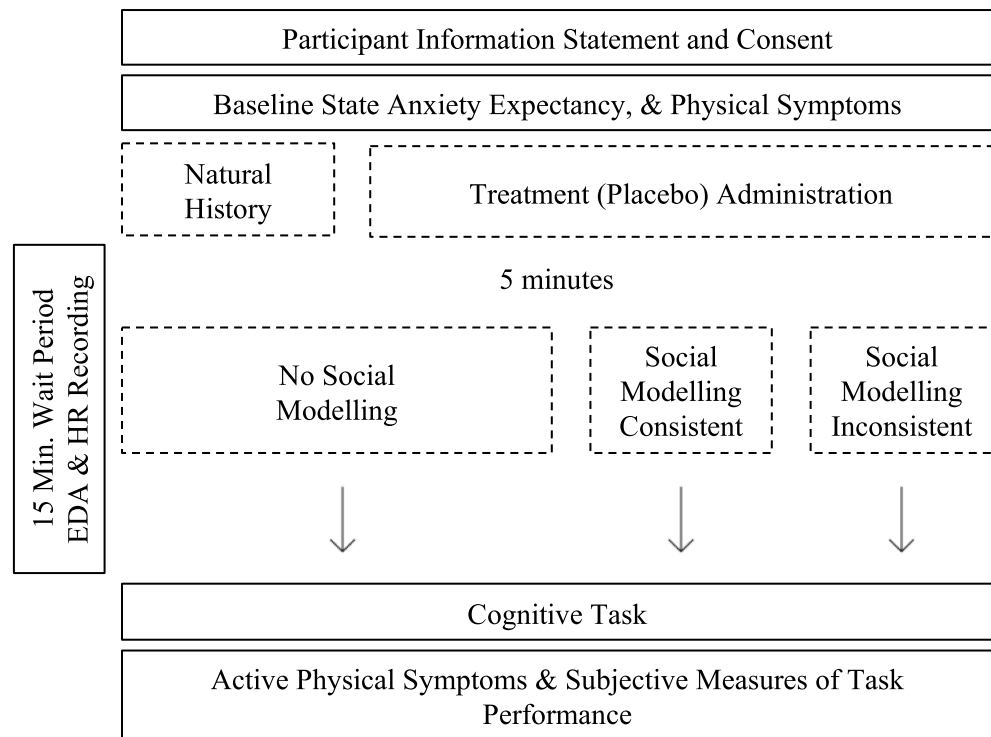 Participant Information Statement and Consent
Baseline State Anxiety Expectancy, & Physical Symptoms
Natural
History
Treatment (Placebo) Administration
15 Min. Wait Period
EDA & HR Recording
5 minutes
No Social
Modelling
Social
Modelling
Consistent
Social
Modelling
Inconsistent
Cognitive Task
Active Physical Symptoms & Subjective Measures of Task
Performance